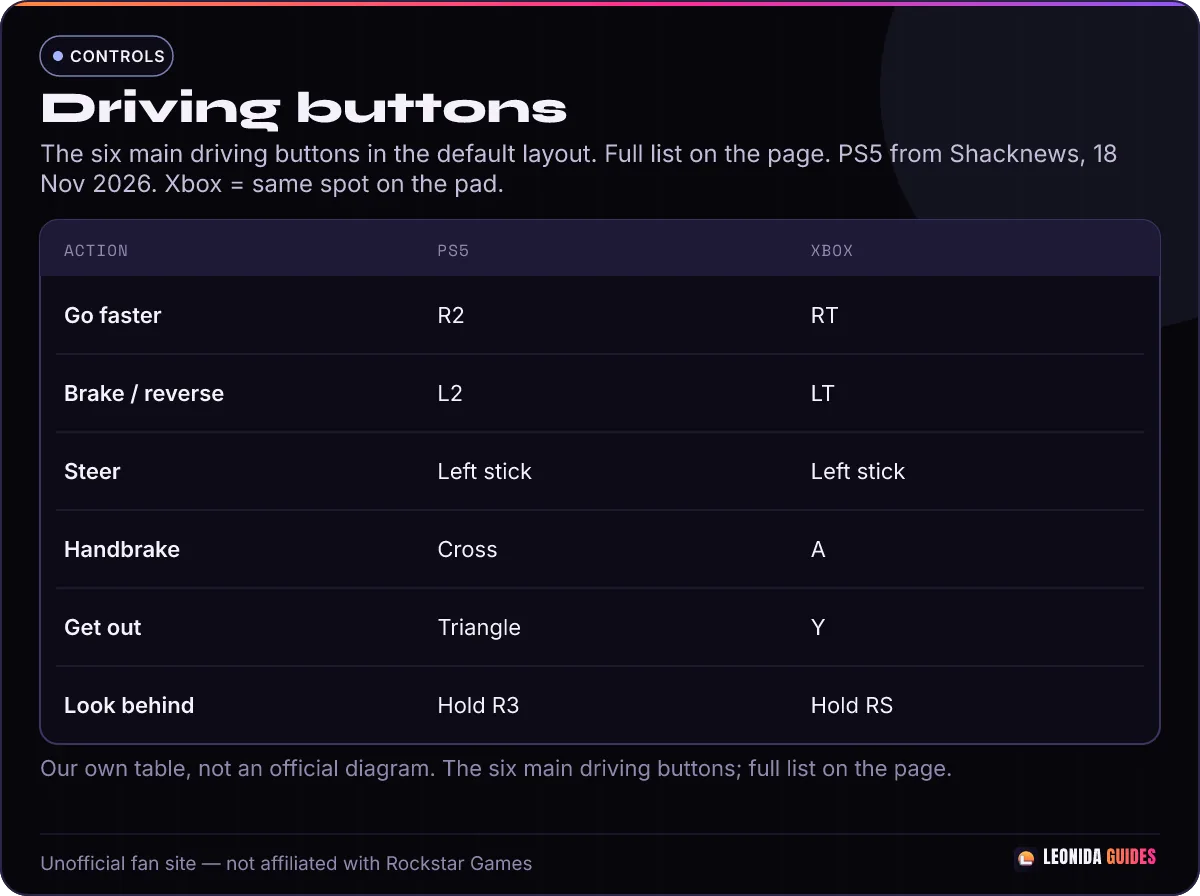 CONTROLS
Driving buttons
The six main driving buttons in the default layout. Full list on the page. PS5 from Shacknews, 18
Nov 2026. Xbox = same spot on the pad.
ACTION PS5 XBOX
Go faster R2 RT
Brake / reverse L2 LT
Steer Left stick Left stick
Handbrake Cross A
Get out Triangle Y
Look behind Hold R3 Hold RS
Our own table, not an official diagram. The six main driving buttons; full list on the page.
Unofficial fan site — not affiliated with Rockstar Games
LEONIDA GUIDES